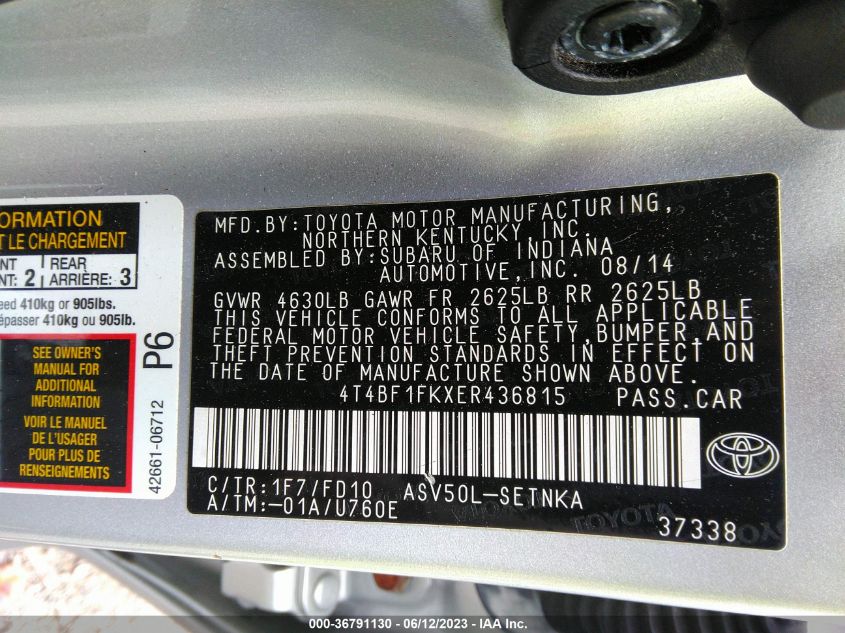 ORMATION
T LE CHARGEMENT
NT : 2 REAR ARRIÈRE: 3
eed 410kg or 905lbs.
épasser 410kg ou 905lb.
SEE OWNER'S
MANUAL FOR
ADDITIONAL
INFORMATION
VOIR LE MANUEL
DE L'USAGER
POUR PLUS DE
RENSEIGNEMENTS
P6
42661-06712
MFD.BY:TOYOTA MOTOR MANUFACTURING,
NORTHERN KENTUCKY, INC.
ASSEMBLED BY:SUBARU OF INDIANA
AUTOMOTIVE,INC. 08/14
GVWR 4630LB GAWR FR 2625LB RR 2625LB
THIS VEHICLE CONFORMS TO ALL APPLICABLE
FEDERAL MOTOR VEHICLE SAFETY,BUMPER,AND
THEFT PREVENTION STANDARDS IN EFFECT ON
THE DATE OF MANUFACTURE SHOWN ABOVE.
4T4BF1FKXER436815 PASS.CAR
C/TR:1F7/FD10 ASV50L-SETNKA
A/TM:-01A/U760E
TOYOTA
37338
000-36791130 - 06/12/2023 - IAA Inc.